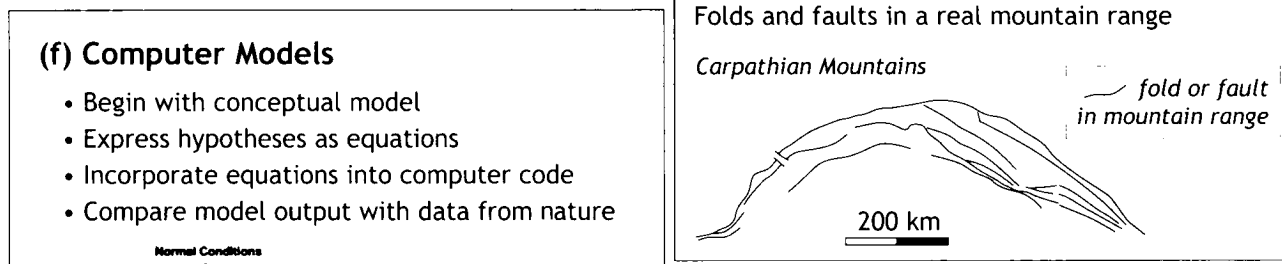 (f) Computer Models
• Begin with conceptual model
• Express hypotheses as equations
• Incorporate equations into computer code
• Compare model output with data from nature
Normal Conditions
Folds and faults in a real mountain range
Carpathian Mountains
fold or fault
in mountain range
200 km